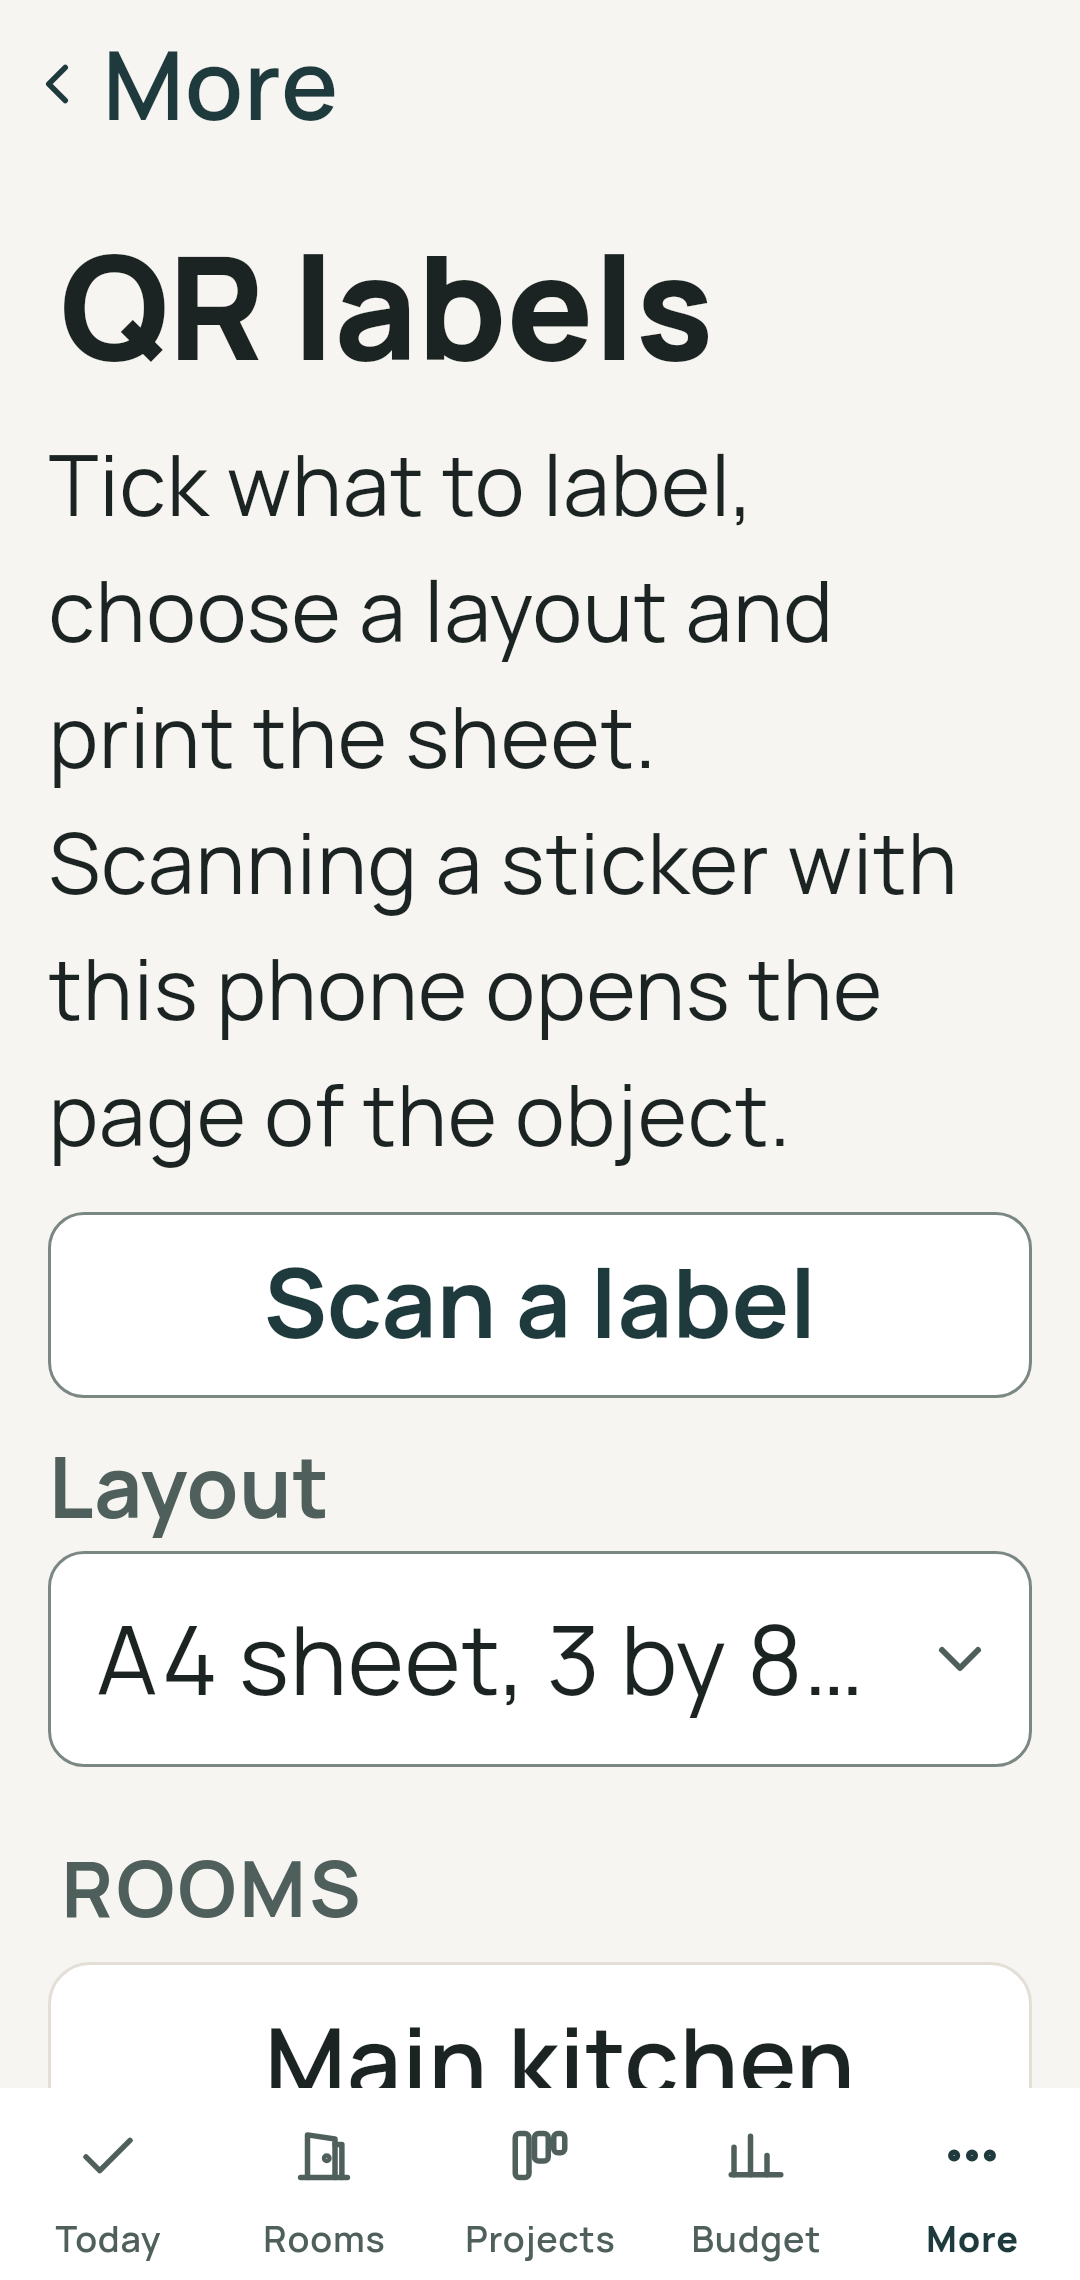 More
QR labels
Tick what to label,
choose a layout and
print the sheet.
Scanning a sticker with
this phone opens the
page of the object.
Scan a label
Layout
A4 sheet, 3 by 8...
ROOMS
Main kitchen
Today
Rooms
Projects
Budget
More